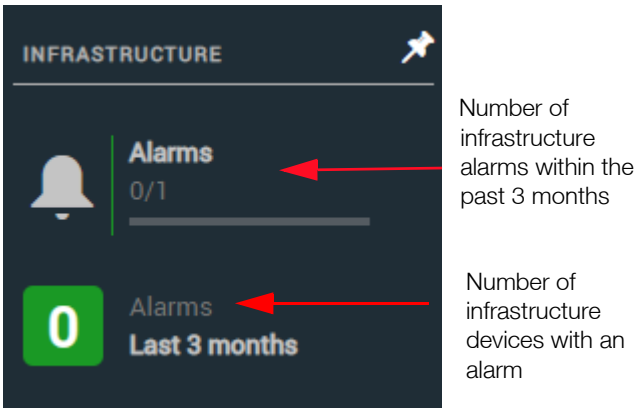 INFRASTRUCTURE
Alarms
0/1
Number of
infrastructure
alarms within the
past 3 months
0
Alarms
Last 3 months
Number of
infrastructure
devices with an
alarm